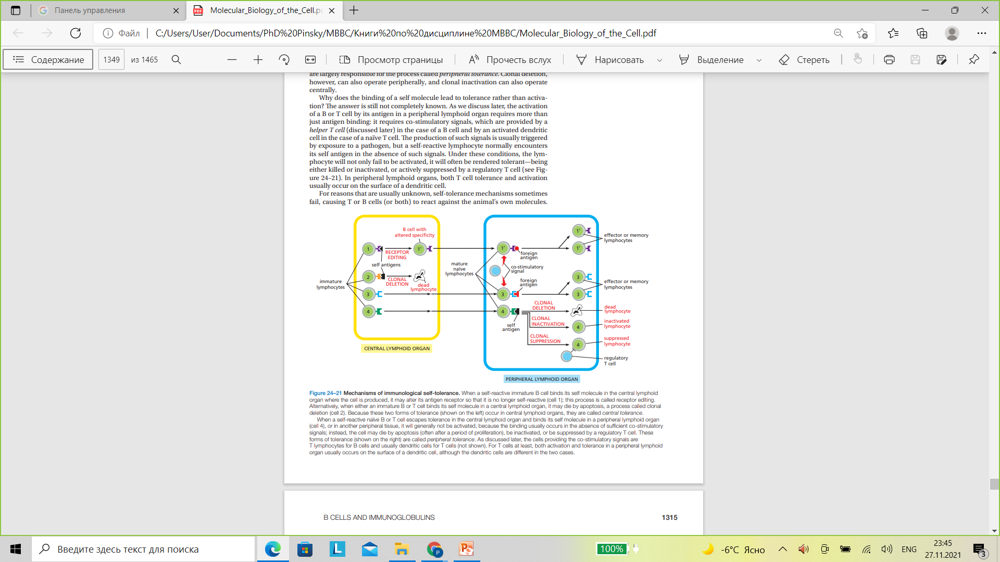 Панель управления
Molecular_Biology_of_the_Cell.p
Файл
C:/Users/User/Documents/PhD%20Pinsky/MBBC/Книги%20по%20дисциплине%20MBBC/Molecular_Biology_of_the_Cell.pdf
Содержание
1349 из 1465
Просмотр страницы
Прочесть вслух
Нарисовать
Выделение
Стереть
are largely responsible for the process called peripheral tolerance. Clonal deletion,
however, can also operate peripherally, and clonal inactivation can also operate
centrally.
Why does the binding of a self molecule lead to tolerance rather than activa-
tion? The answer is still not completely known. As we discuss later, the activation
of a B or T cell by its antigen in a peripheral lymphoid organ requires more than
just antigen binding: it requires co-stimulatory signals, which are provided by a
helper T cell (discussed later) in the case of a B cell and by an activated dendritic
cell in the case of a naïve T cell. The production of such signals is usually triggered
by exposure to a pathogen, but a self-reactive lymphocyte normally encounters
its self antigen in the absence of such signals. Under these conditions, the lym-
phocyte will not only fail to be activated, it will often be rendered tolerant—being
either killed or inactivated, or actively suppressed by a regulatory T cell (see Fig-
ure 24–21). In peripheral lymphoid organs, both T cell tolerance and activation
usually occur on the surface of a dendritic cell.
For reasons that are usually unknown, self-tolerance mechanisms sometimes
fail, causing T or B cells (or both) to react against the animal's own molecules.
B cell with
altered specificity
1
1'
RECEPTOR
EDITING
self antigens
2
CLONAL
DELETION
dead
lymphocyte
immature
lymphocytes
3
4
CENTRAL LYMPHOID ORGAN
mature
naïve
lymphocytes
1'
foreign
antigen
co-stimulatory
signal
foreign
antigen
3
4
self
antigen
1'
1'
effector or memory
lymphocytes
3
3
effector or memory
lymphocytes
CLONAL
DELETION
dead
lymphocyte
CLONAL
INACTIVATION
4
inactivated
lymphocyte
CLONAL
SUPPRESSION
4
suppressed
lymphocyte
regulatory
T cell
PERIPHERAL LYMPHOID ORGAN
Figure 24–21 Mechanisms of immunological self-tolerance. When a self-reactive immature B cell binds its self molecule in the central lymphoid
organ where the cell is produced, it may alter its antigen receptor so that it is no longer self-reactive (cell 1); this process is called receptor editing.
Alternatively, when either an immature B or T cell binds its self molecule in a central lymphoid organ, it may die by apoptosis, a process called clonal
deletion (cell 2). Because these two forms of tolerance (shown on the left) occur in central lymphoid organs, they are called central tolerance.
When a self-reactive naïve B or T cell escapes tolerance in the central lymphoid organ and binds its self molecule in a peripheral lymphoid organ
(cell 4), or in another peripheral tissue, it will generally not be activated, because the binding usually occurs in the absence of sufficient co-stimulatory
signals; instead, the cell may die by apoptosis (often after a period of proliferation), be inactivated, or be suppressed by a regulatory T cell. These
forms of tolerance (shown on the right) are called peripheral tolerance. As discussed later, the cells providing the co-stimulatory signals are
T lymphocytes for B cells and usually dendritic cells for T cells (not shown). For T cells at least, both activation and tolerance in a peripheral lymphoid
organ usually occurs on the surface of a dendritic cell, although the dendritic cells are different in the two cases.
B CELLS AND IMMUNOGLOBULINS
1315
Введите здесь текст для поиска
100%
-6°C Ясно
ENG
23:45
27.11.2021
3